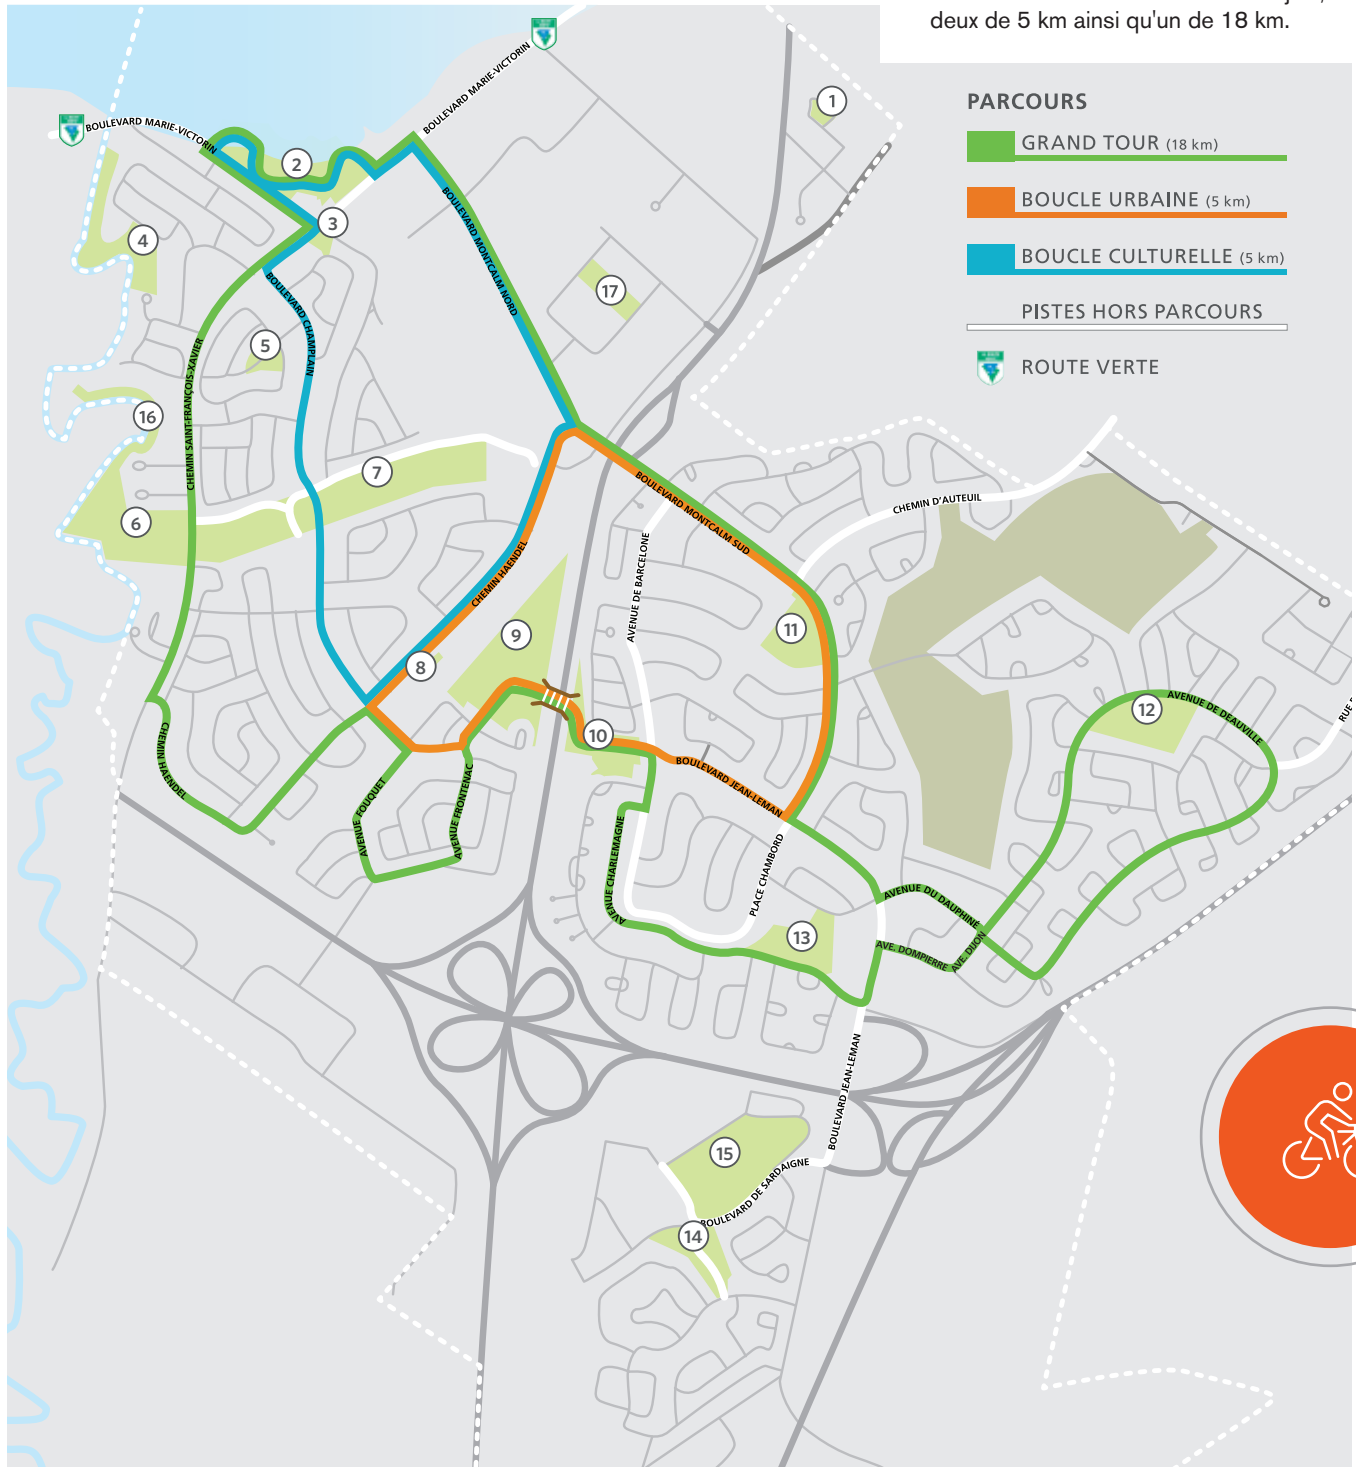 deux de 5 km ainsi qu'un de 18 km.
PARCOURS
GRAND TOUR (18 km)
BOUCLE URBAINE (5 km)
BOUCLE CULTURELLE (5 km)
PISTES HORS PARCOURS
ROUTE VERTE
BOULEVARD MARIE-VICTORIN
BOULEVARD MARIE-VICTORIN
1
2
3
4
BOULEVARD MONTCALM NORD
17
BOULEVARD CHAMPLAIN
5
CHEMIN SAINT-FRANÇOIS-XAVIER
16
7
6
BOULEVARD MONTCALM SUD
CHEMIN D'AUTEUIL
CHEMIN HAENDEL
AVENUE DE BARCELONE
9
11
8
12
AVENUE DE DEAUVILLE
RUE
10
CHEMIN HAENDEL
BOULEVARD JEAN-LEMAN
AVENUE FOUQUET
AVENUE FRONTENAC
AVENUE CHARLEMAGNE
PLACE CHAMBORD
AVENUE DU DAUPHINÉ
13
AVE. DOMPIERRE
AVE. DIJON
BOULEVARD JEAN-LEMAN
15
BOULEVARD DE SARDAIGNE
14